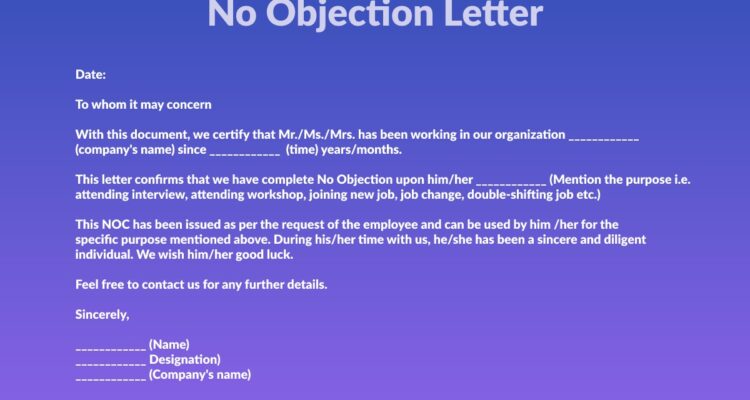 No Objection Letter
Date:
To whom it may concern
With this document, we certify that Mr./Ms./Mrs. has been working in our organization ____________
(company's name) since ____________ (time) years/months.
This letter confirms that we have complete No Objection upon him/her ____________ (Mention the purpose i.e.
attending interview, attending workshop, joining new job, job change, double-shifting job etc.)
This NOC has been issued as per the request of the employee and can be used by him /her for the
specific purpose mentioned above. During his/her time with us, he/she has been a sincere and diligent
individual. We wish him/her good luck.
Feel free to contact us for any further details.
Sincerely,
____________ (Name)
____________ Designation)
____________ (Company's name)